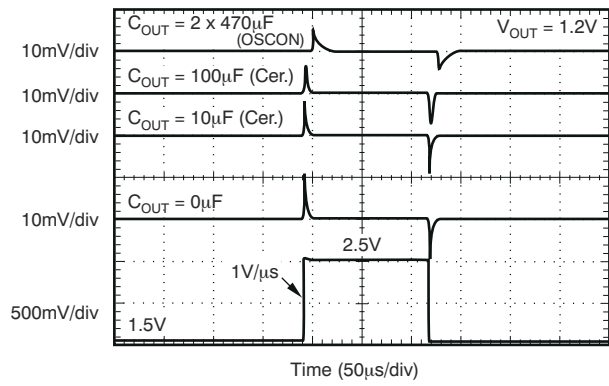 C_OUT = 2 x 470μF
(OSCON)
V_OUT = 1.2V
10mV/div
C_OUT = 100μF (Cer.)
10mV/div
C_OUT = 10μF (Cer.)
10mV/div
C_OUT = 0μF
10mV/div
2.5V
1V/μs
500mV/div
1.5V
Time (50μs/div)